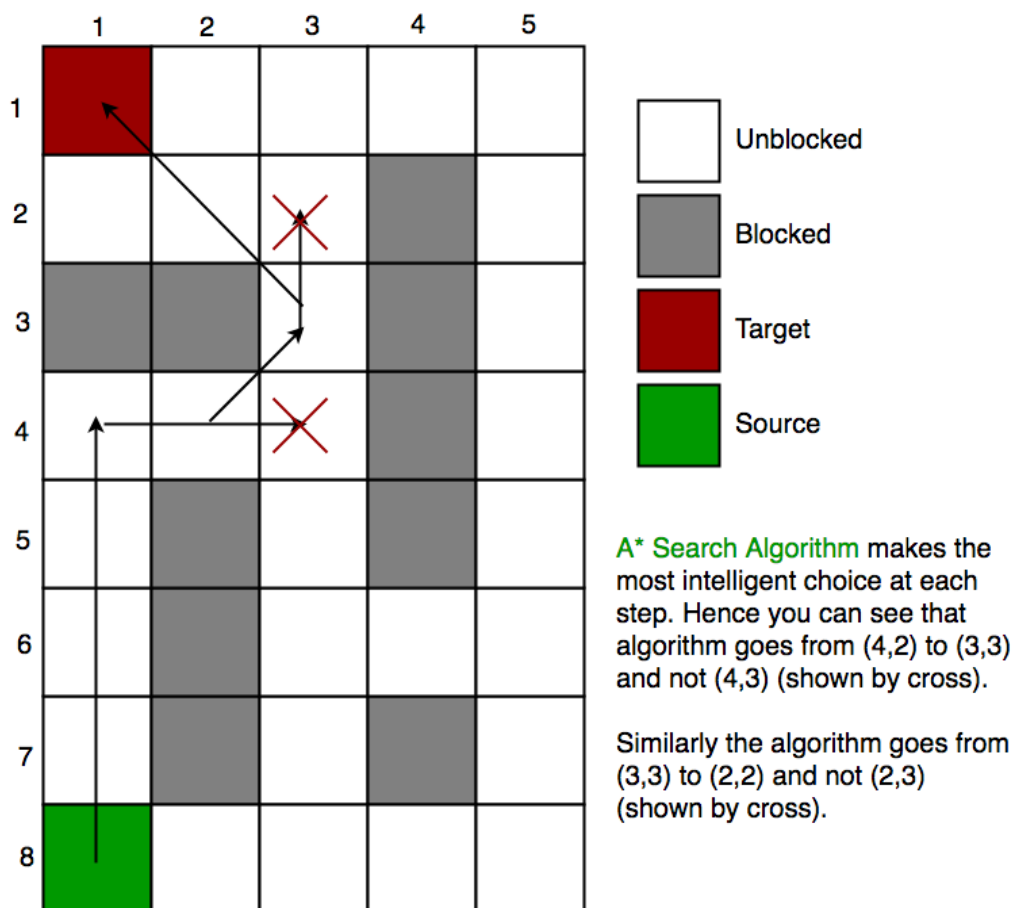 1 2 3 4 5
1
2
3
4
5
6
7
8
Unblocked
Blocked
Target
Source
A* Search Algorithm makes the
most intelligent choice at each
step. Hence you can see that
algorithm goes from (4,2) to (3,3)
and not (4,3) (shown by cross).
Similarly the algorithm goes from
(3,3) to (2,2) and not (2,3)
(shown by cross).